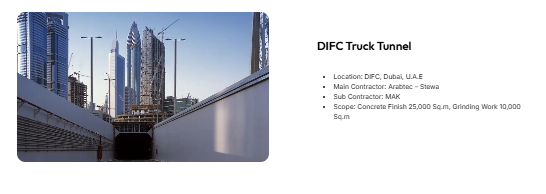 DIFC Truck Tunnel
• Location: DIFC, Dubai, U.A.E
• Main Contractor: Arabtec – Stewa
• Sub Contractor: MAK
• Scope: Concrete Finish 25,000 Sq.m, Grinding Work 10,000
Sq.m